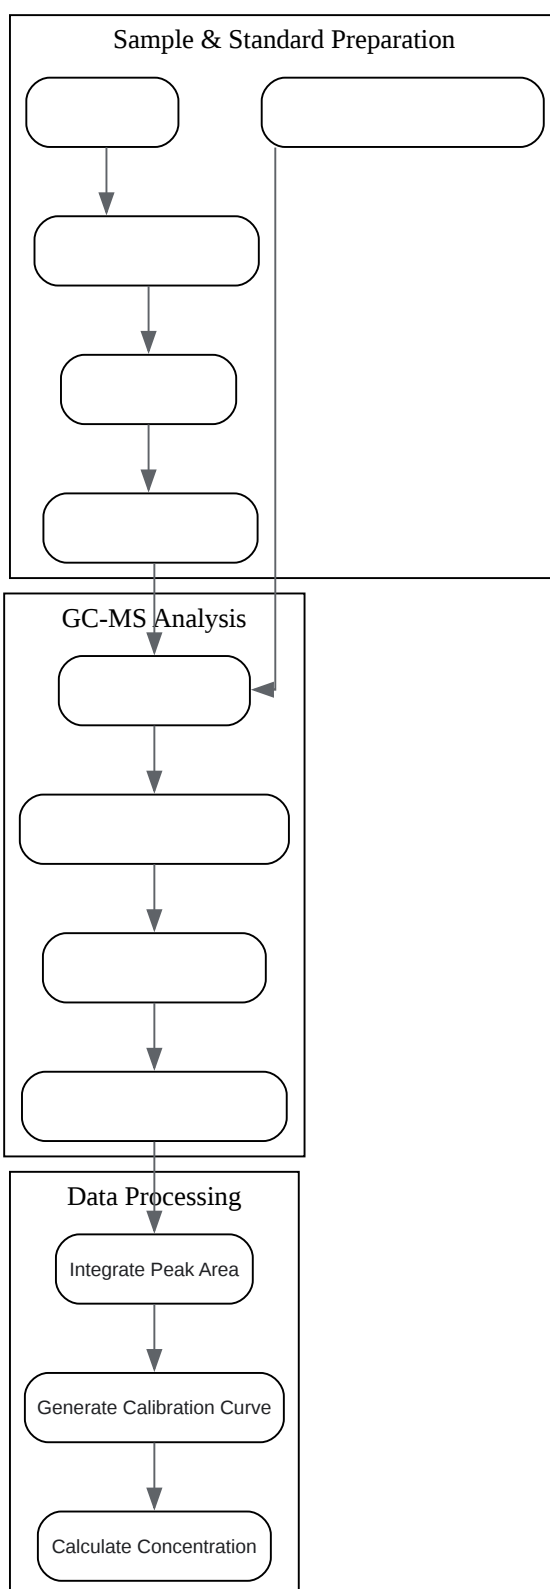 Sample & Standard Preparation
GC-MS Analysis
Data Processing
Integrate Peak Area
Generate Calibration Curve
Calculate Concentration